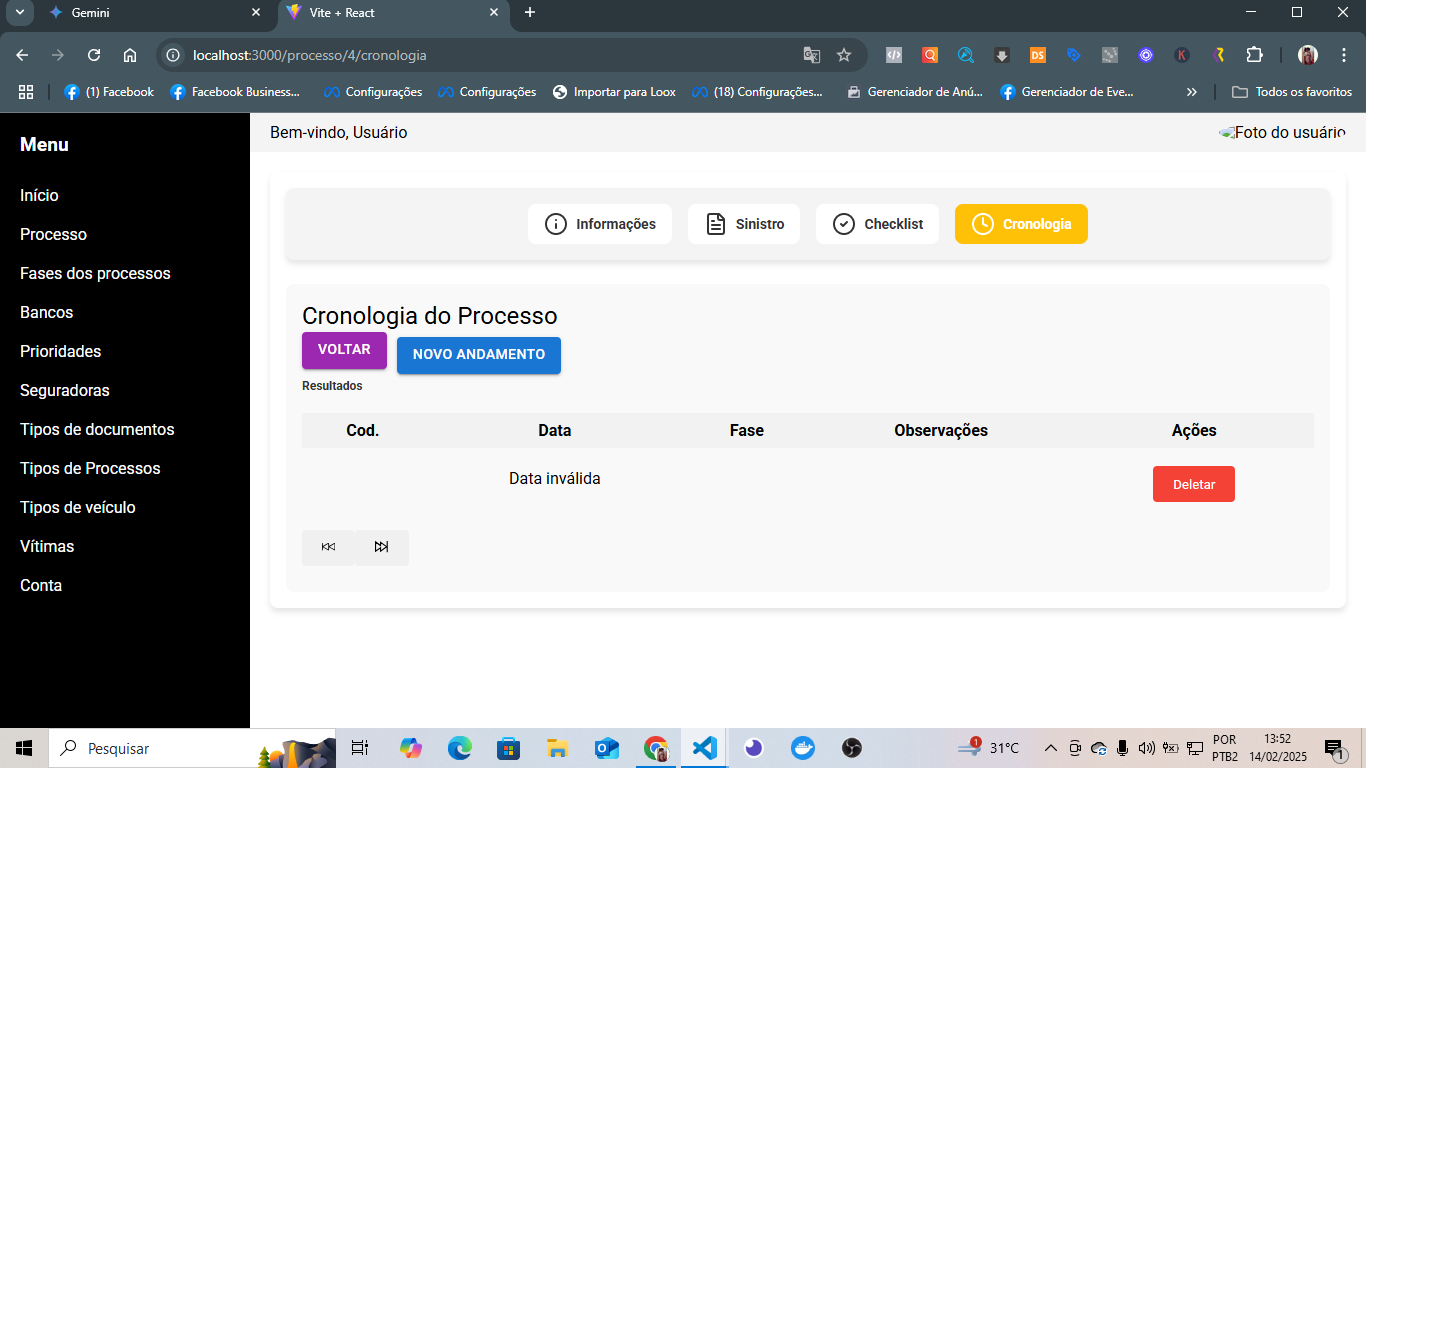 Gemini
Vite + React
localhost:3000/processo/4/cronologia
(1) Facebook
Facebook Business...
Configurações
Configurações
Importar para Loox
(18) Configurações...
Gerenciador de Anú...
Gerenciador de Eve...
Todos os favoritos
Menu
Início
Processo
Fases dos processos
Bancos
Prioridades
Seguradoras
Tipos de documentos
Tipos de Processos
Tipos de veículo
Vítimas
Conta
Bem-vindo, Usuário
Foto do usuário
Informações
Sinistro
Checklist
Cronologia
Cronologia do Processo
VOLTAR
NOVO ANDAMENTO
Resultados
Cod. Data Fase Observações Ações
Data inválida
Deletar
Pesquisar
1
31°C
POR
PTB2
13:52
14/02/2025
1